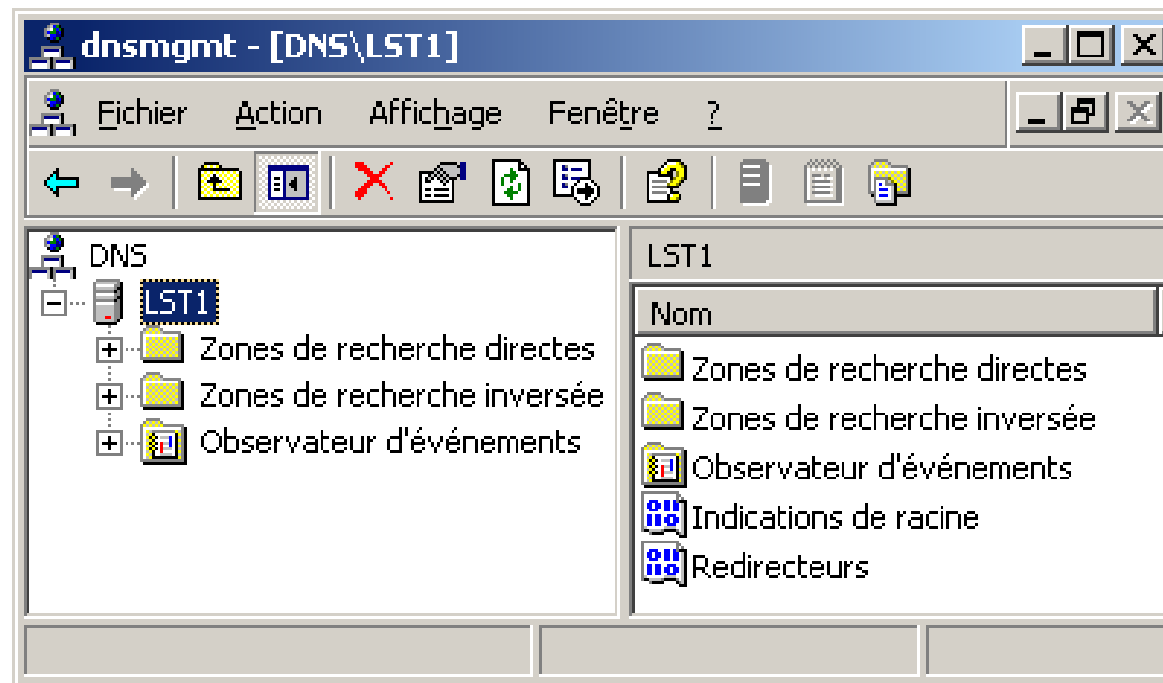 dnsmgmt - [DNS\LST1]
Fichier Action Affichage Fenêtre ?
DNS
LST1
Zones de recherche directes
Zones de recherche inversée
Observateur d'événements
LST1
Nom
Zones de recherche directes
Zones de recherche inversée
Observateur d'événements
Indications de racine
Redirecteurs